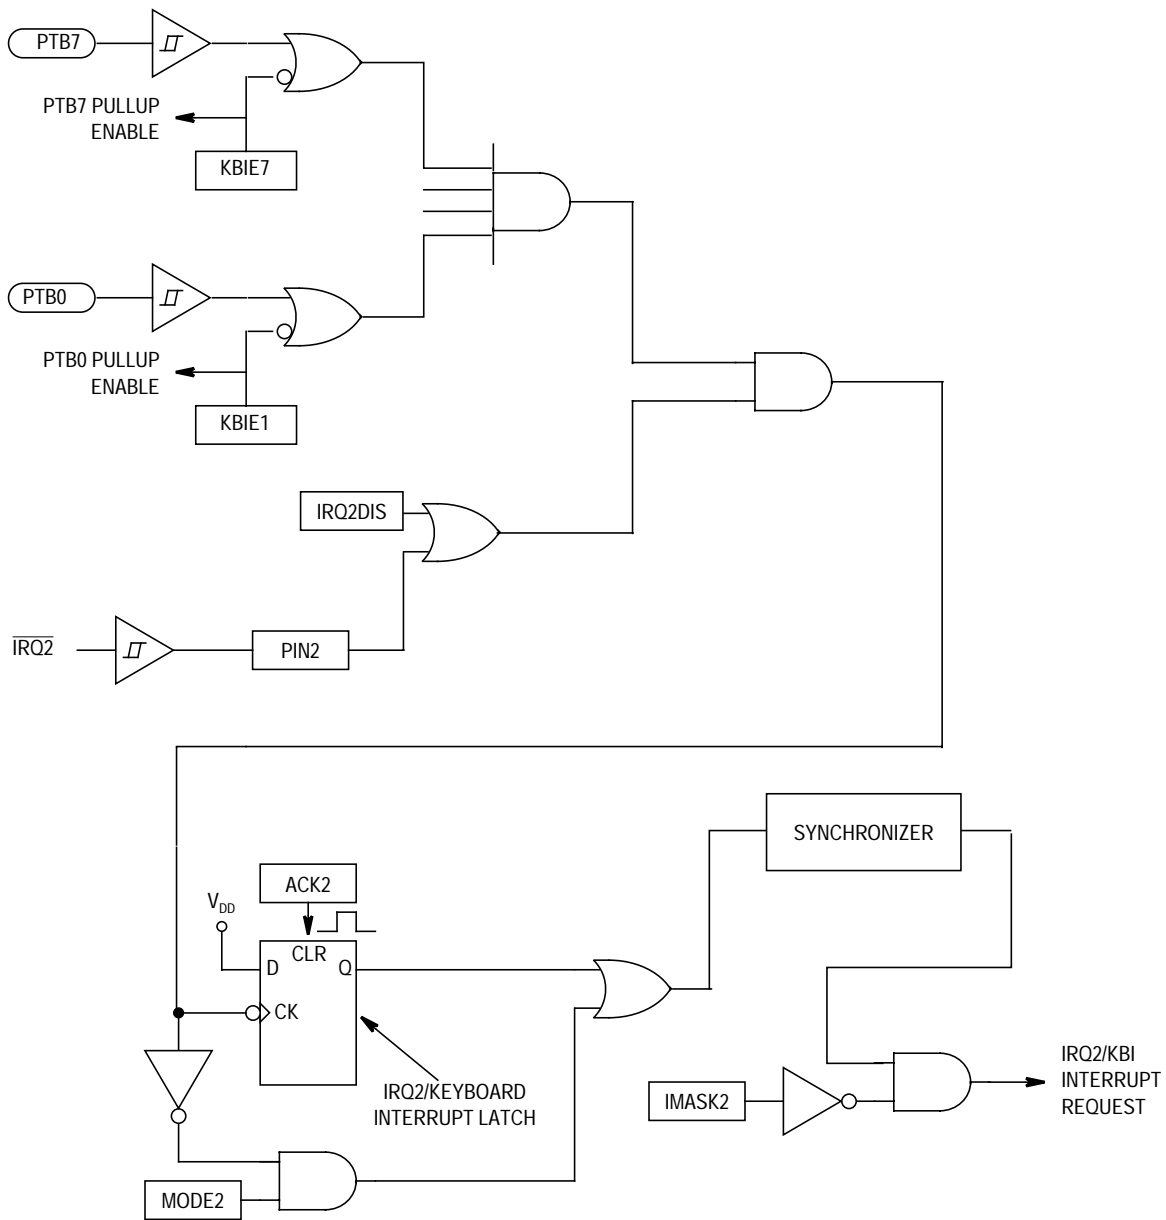 PTB7
PTB7 PULLUP
ENABLE
KBIE7
PTB0
PTB0 PULLUP
ENABLE
KBIE1
IRQ2DIS
IRQ2
PIN2
SYNCHRONIZER
ACK2
VDD
CLR
D
Q
CK
IRQ2/KEYBOARD
INTERRUPT LATCH
IMASK2
IRQ2/KBI
INTERRUPT
REQUEST
MODE2